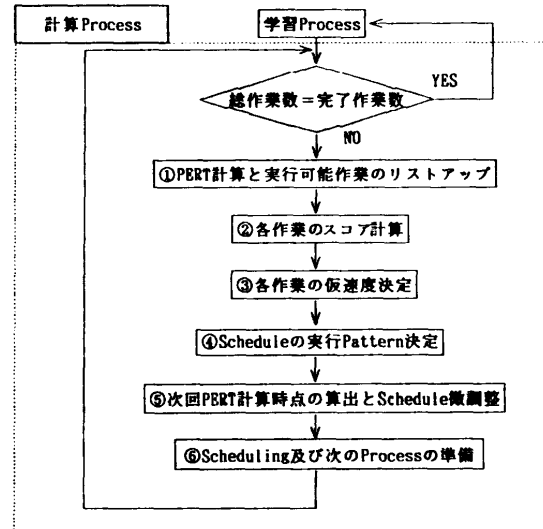 計算Process
学習Process
YES
総作業数＝完了作業数
NO
①PERT計算と実行可能作業のリストアップ
②各作業のスコア計算
③各作業の仮速度決定
④Scheduleの実行Pattern決定
⑤次回PERT計算時点の算出とSchedule微調整
⑥Scheduling及び次のProcessの準備